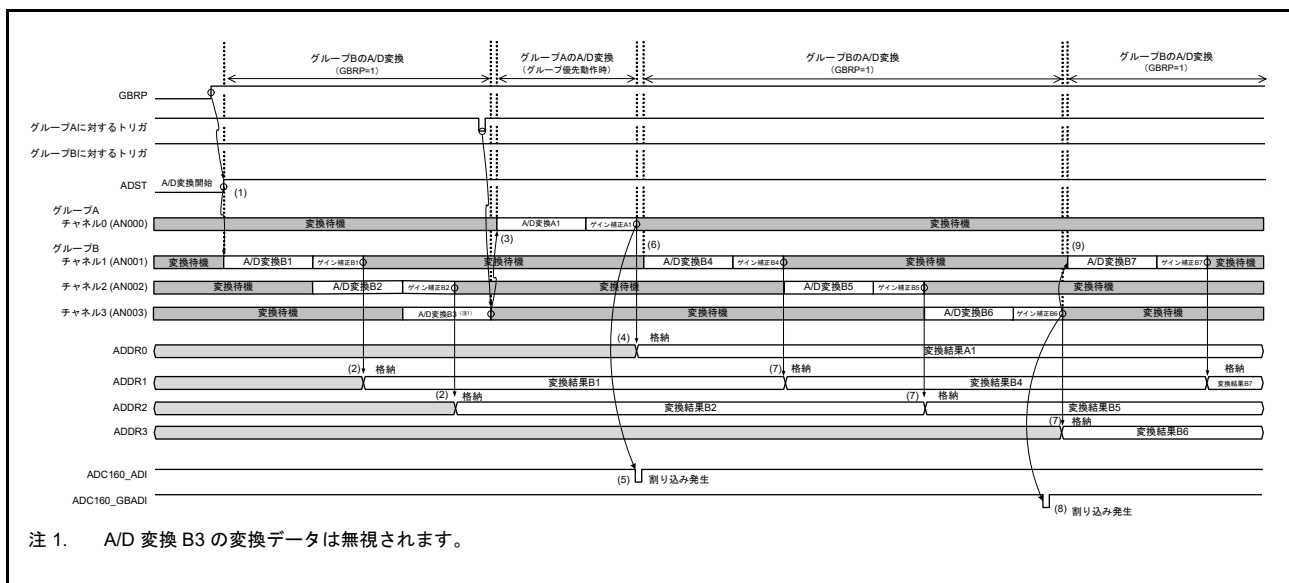 グループBのA/D変換
(GBRP=1)
グループAのA/D変換
(グループ優先動作時)
グループBのA/D変換
(GBRP=1)
グループBのA/D変換
(GBRP=1)
GBRP
グループAに対するトリガ
グループBに対するトリガ
ADST A/D変換開始 (1)
グループA
チャネル0 (AN000) 変換待機 A/D変換A1 ゲイン補正A1 変換待機
(3) (6) (9)
グループB
チャネル1 (AN001) 変換待機 A/D変換B1 ゲイン補正B1 変換待機 A/D変換B4 ゲイン補正B4 変換待機 A/D変換B7 ゲイン補正B7 変換待機
チャネル2 (AN002) 変換待機 A/D変換B2 ゲイン補正B2 変換待機 A/D変換B5 ゲイン補正B5 変換待機
チャネル3 (AN003) 変換待機 A/D変換B3 (注1) 変換待機 A/D変換B6 ゲイン補正B6 変換待機
(4) 格納
ADDR0 変換結果A1
(2) 格納 (7) 格納 格納
ADDR1 変換結果B1 変換結果B4 変換結果B7
(2) 格納 (7) 格納
ADDR2 変換結果B2 変換結果B5
(7) 格納
ADDR3 変換結果B6
ADC160_ADI (5) 割り込み発生
ADC160_GBADI (8) 割り込み発生
注 1. A/D 変換 B3 の変換データは無視されます。